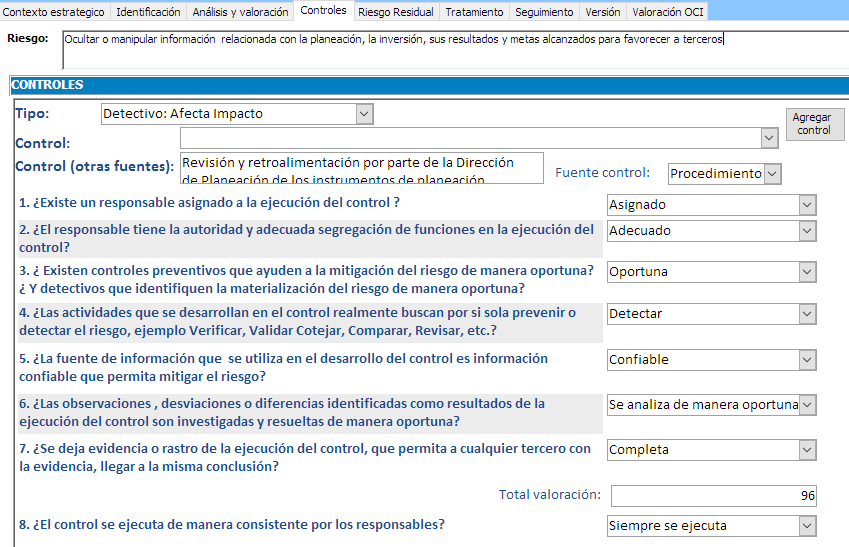 Contexto estrategico Identificación Análisis y valoración Controles Riesgo Residual Tratamiento Seguimiento Versión Valoración OCI
Riesgo: Ocultar o manipular información relacionada con la planeación, la inversión, sus resultados y metas alcanzados para favorecer a terceros
CONTROLES
Tipo: Detectivo: Afecta Impacto
Agregar control
Control:
Control (otras fuentes): Revisión y retroalimentación por parte de la Dirección
de Planeación de los instrumentos de planeación
Fuente control: Procedimiento
1. ¿Existe un responsable asignado a la ejecución del control ? Asignado
2. ¿El responsable tiene la autoridad y adecuada segregación de funciones en la ejecución del Adecuado
control?
3. ¿ Existen controles preventivos que ayuden a la mitigación del riesgo de manera oportuna? Oportuna
¿ Y detectivos que identifiquen la materialización del riesgo de manera oportuna?
4. ¿Las actividades que se desarrollan en el control realmente buscan por si sola prevenir o Detectar
detectar el riesgo, ejemplo Verificar, Validar Cotejar, Comparar, Revisar, etc.?
5. ¿La fuente de información que se utiliza en el desarrollo del control es información Confiable
confiable que permita mitigar el riesgo?
6. ¿Las observaciones , desviaciones o diferencias identificadas como resultados de la Se analiza de manera oportuna
ejecución del control son investigadas y resueltas de manera oportuna?
7. ¿Se deja evidencia o rastro de la ejecución del control, que permita a cualquier tercero con Completa
la evidencia, llegar a la misma conclusión?
Total valoración: 96
8. ¿El control se ejecuta de manera consistente por los responsables? Siempre se ejecuta